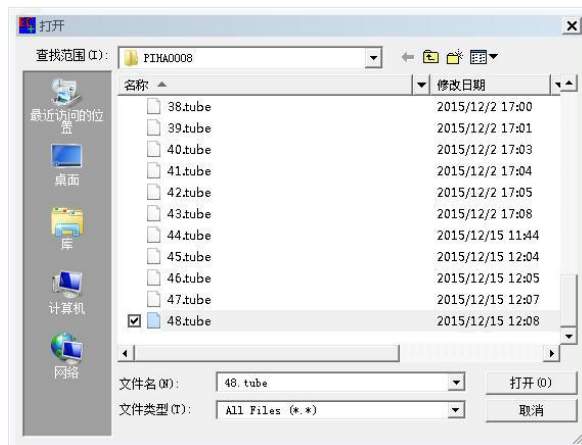 打开
查找范围(I):
PIHA0008
名称
修改日期
38.tube
2015/12/2 17:00
39.tube
2015/12/2 17:01
40.tube
2015/12/2 17:03
41.tube
2015/12/2 17:04
42.tube
2015/12/2 17:05
43.tube
2015/12/2 17:08
44.tube
2015/12/15 11:44
45.tube
2015/12/15 12:04
46.tube
2015/12/15 12:05
47.tube
2015/12/15 12:07
48.tube
2015/12/15 12:08
最近访问的位
置
桌面
库
计算机
网络
文件名(N):
48.tube
打开(O)
文件类型(T):
All Files (*.*)
取消